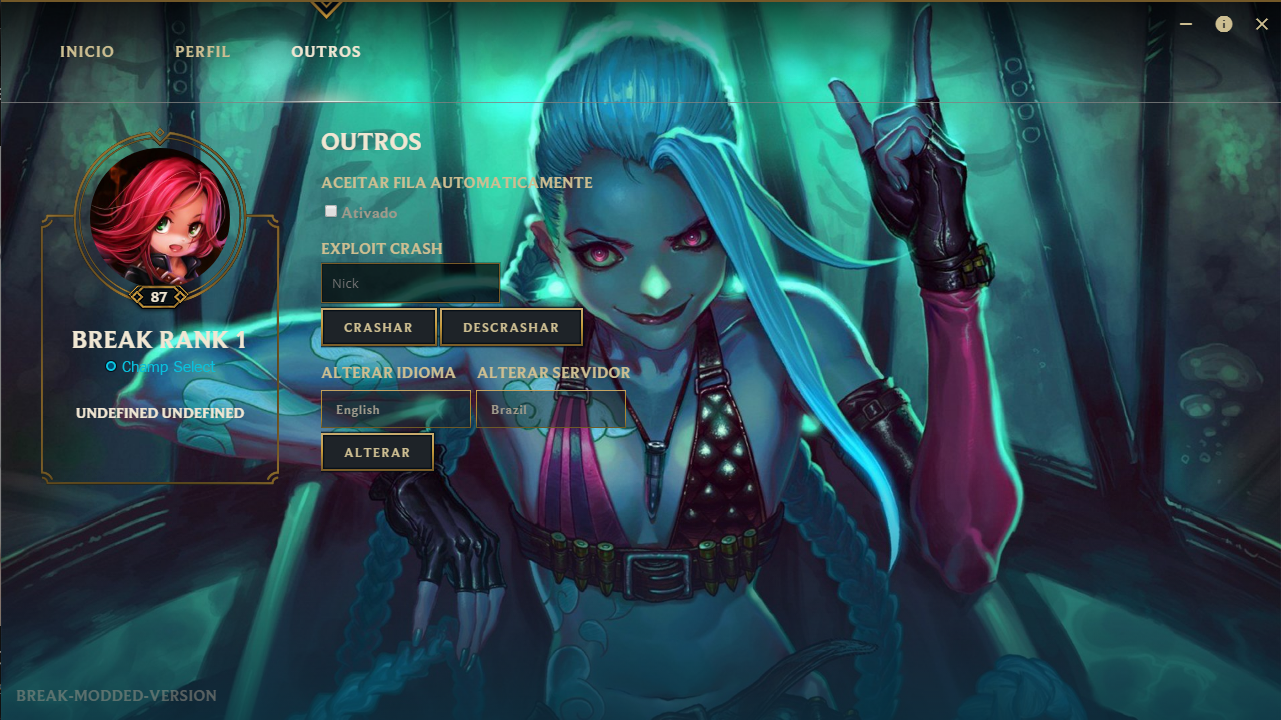 INICIO PERFIL OUTROS
OUTROS
ACEITAR FILA AUTOMATICAMENTE
Ativado
EXPLOIT CRASH
Nick
CRASHAR DESCRASHAR
ALTERAR IDIOMA ALTERAR SERVIDOR
English Brazil
ALTERAR
87
BREAK RANK 1
Champ Select
UNDEFINED UNDEFINED
BREAK-MODDED-VERSION